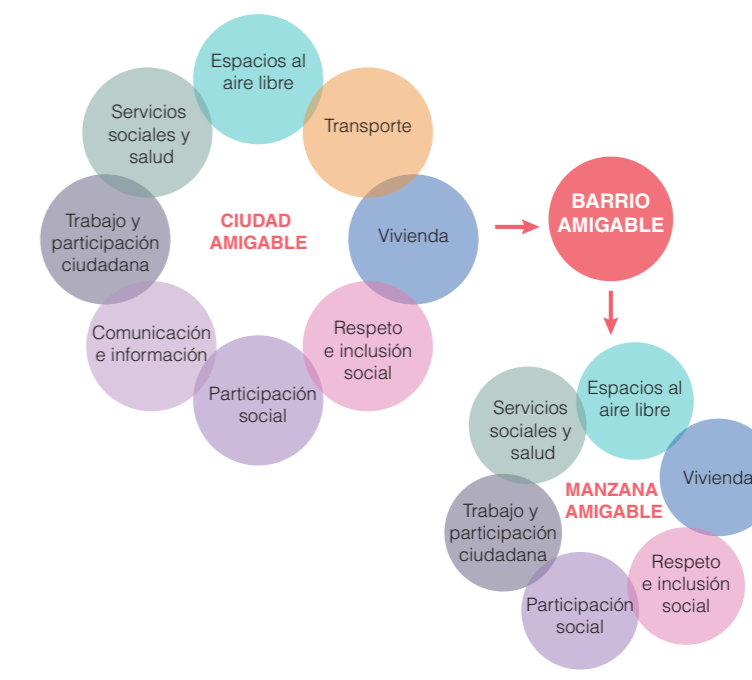 Espacios al
aire libre
Transporte
Servicios
sociales y
salud
CIUDAD
AMIGABLE
Trabajo y
participación
ciudadana
Vivienda
Comunicación
e información
Respeto
e inclusión
social
Participación
social
BARRIO
AMIGABLE
Espacios al
aire libre
Servicios
sociales y
salud
Vivienda
MANZANA
AMIGABLE
Trabajo y
participación
ciudadana
Respeto
e inclusión
social
Participación
social